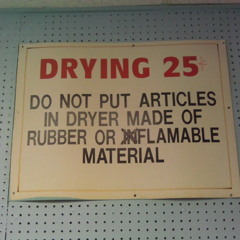 DRYING 25¢
DO NOT PUT ARTICLES
IN DRYER MADE OF
RUBBER OR INFLAMABLE
MATERIAL